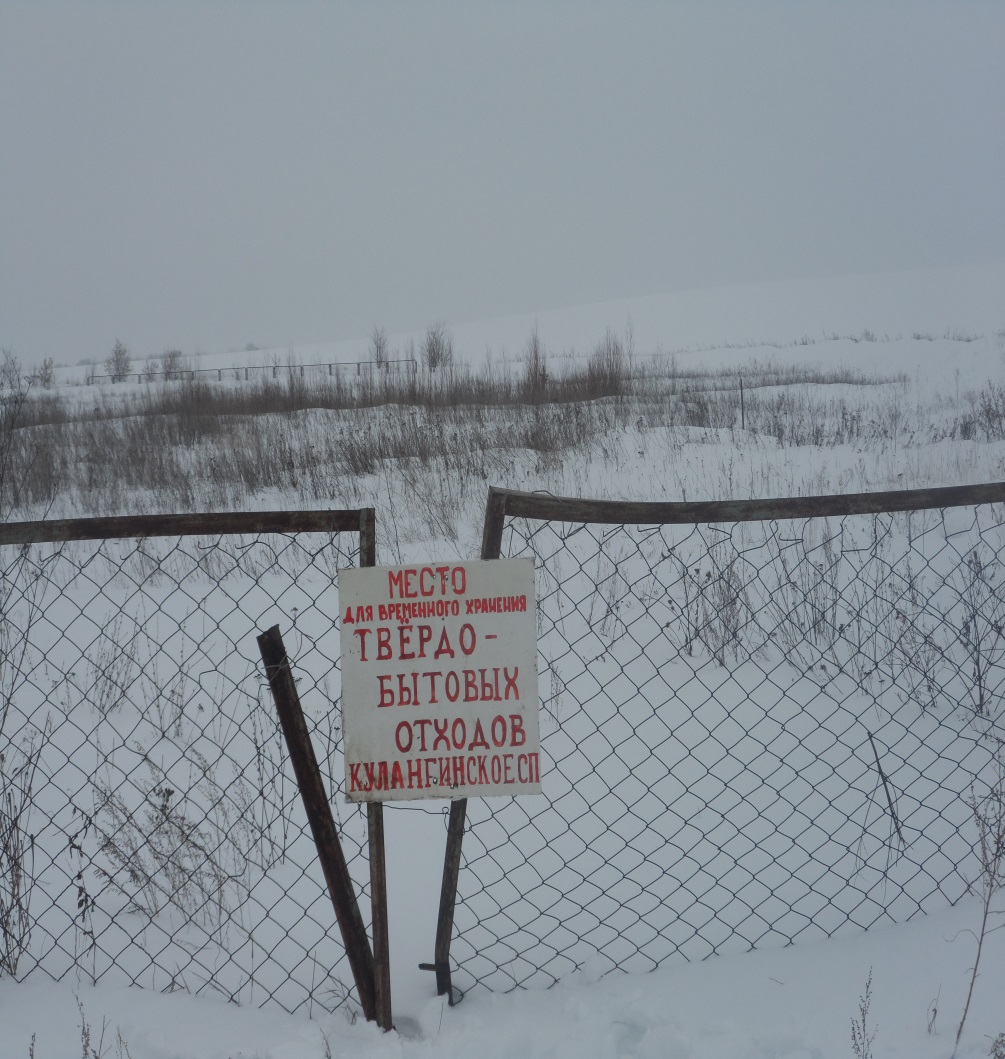 МЕСТО
ДЛЯ ВРЕМЕННОГО ХРАНЕНИЯ
ТВЁРДО-
БЫТОВЫХ
ОТХОДОВ
КУЛАНГИНСКОЕ СП